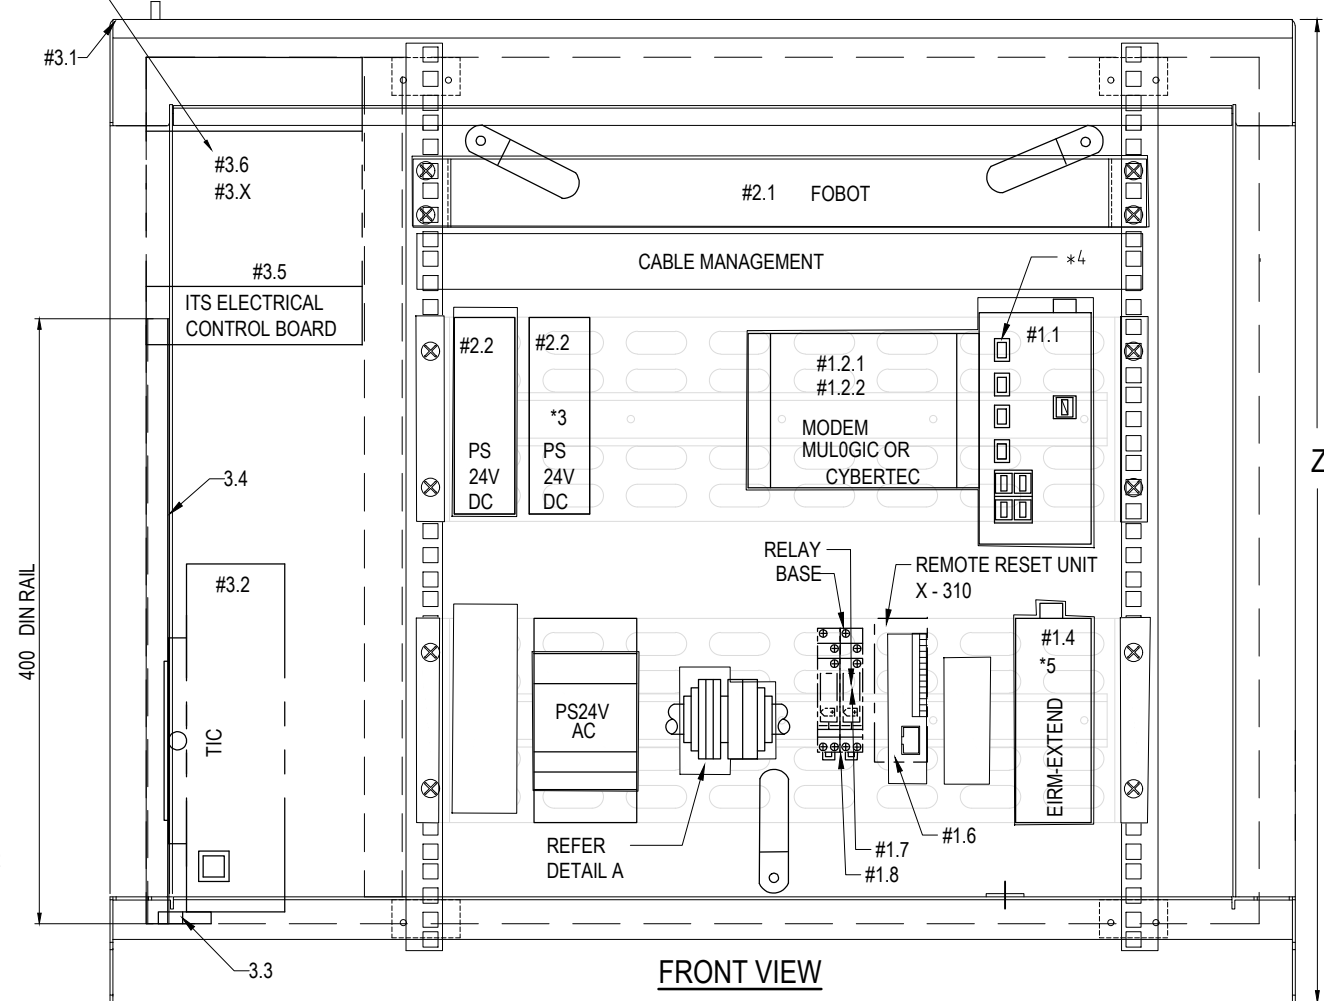 #3.1
#3.6
#3.X
#2.1 FOBOT
CABLE MANAGEMENT
*4
#3.5
ITS ELECTRICAL
CONTROL BOARD
#2.2
PS
24V
DC
#2.2
*3
PS
24V
DC
#1.2.1
#1.2.2
MODEM
MUL0GIC OR
CYBERTEC
#1.1
Z
3.4
400 DIN RAIL
#3.2
TIC
RELAY
BASE
REMOTE RESET UNIT
X - 310
PS24V
AC
#1.4
*5
EIRM-EXTEND
REFER
DETAIL A
#1.6
#1.7
#1.8
3.3
FRONT VIEW